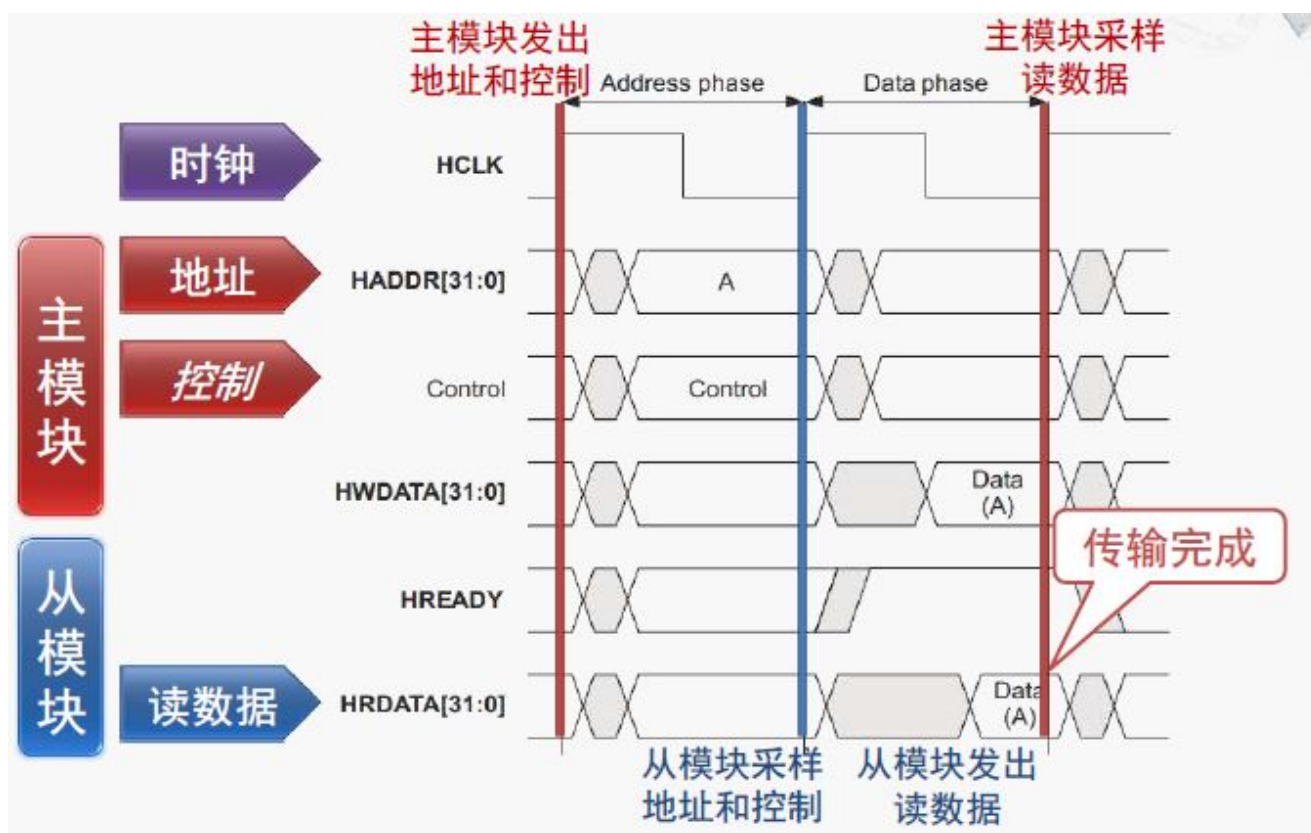 主模块发出
地址和控制
主模块采样
读数据
Address phase
Data phase
时钟
HCLK
主模块
地址
HADDR[31:0]
A
控制
Control
Control
HWDATA[31:0]
Data
(A)
传输完成
从模块
HREADY
读数据
HRDATA[31:0]
Data
(A)
从模块采样
地址和控制
从模块发出
读数据